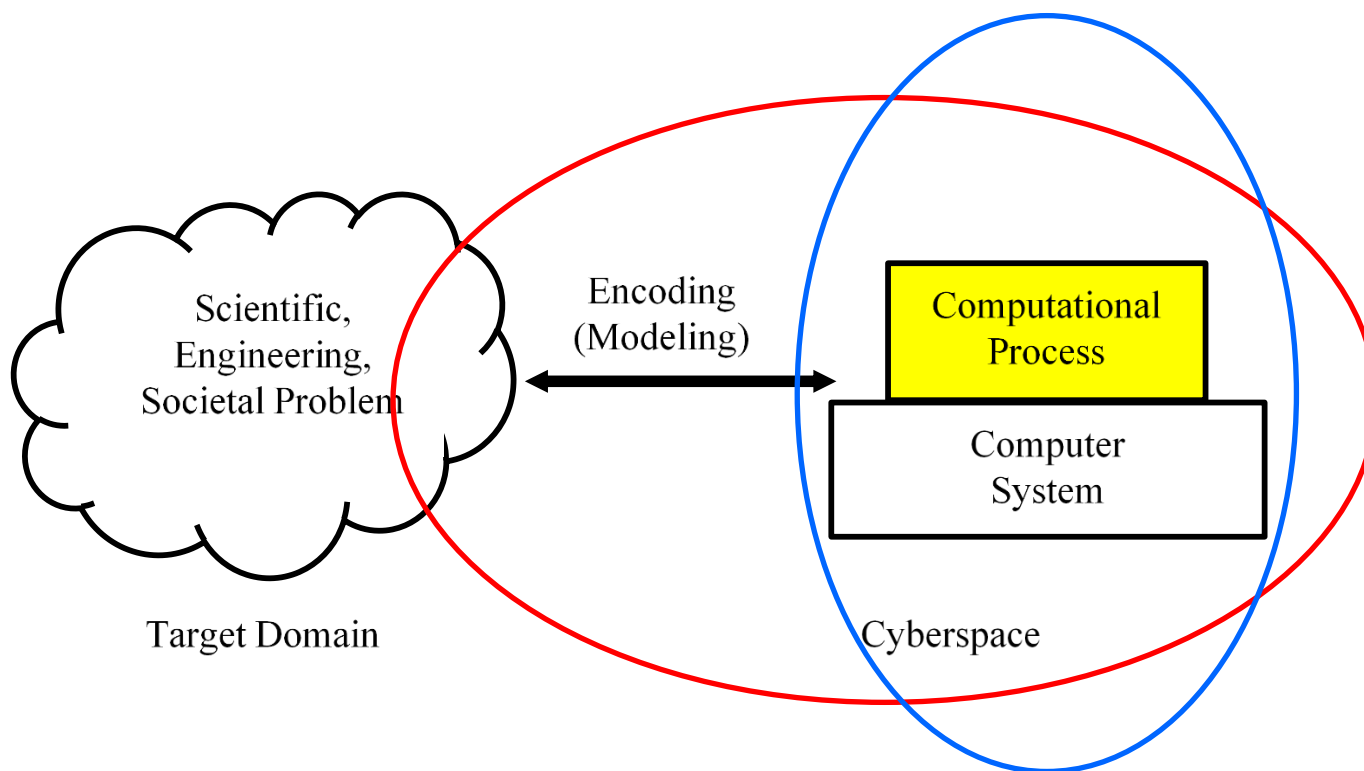 Scientific,
Engineering,
Societal Problem
Encoding
(Modeling)
Computational
Process
Computer
System
Target Domain
Cyberspace